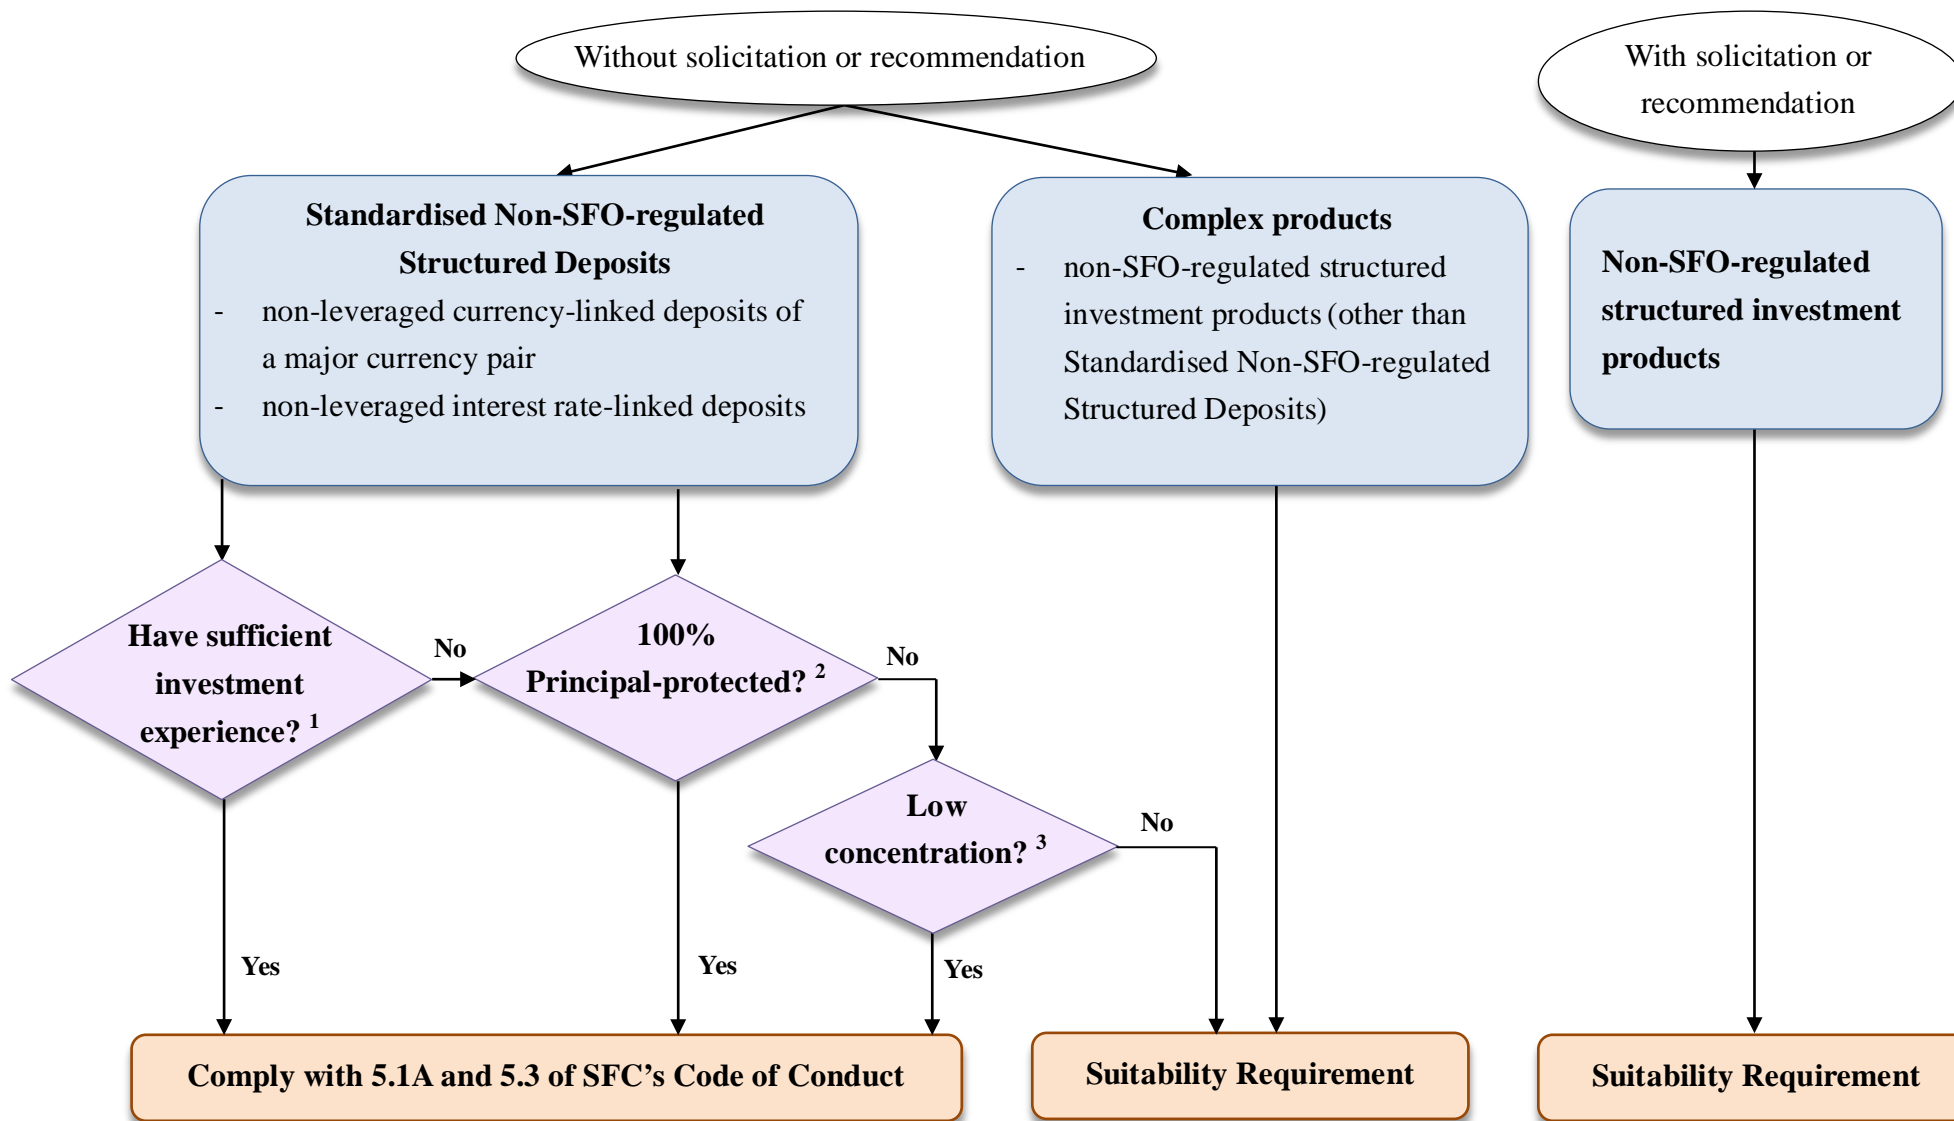 Without solicitation or recommendation
With solicitation or
recommendation
Standardised Non-SFO-regulated
Structured Deposits
- non-leveraged currency-linked deposits of
a major currency pair
- non-leveraged interest rate-linked deposits
Complex products
- non-SFO-regulated structured
investment products (other than
Standardised Non-SFO-regulated
Structured Deposits)
Non-SFO-regulated
structured investment
products
Have sufficient
investment
experience? 1
No
100%
Principal-protected? 2
No
Low
concentration? 3
No
Yes
Yes
Yes
Comply with 5.1A and 5.3 of SFC’s Code of Conduct
Suitability Requirement
Suitability Requirement